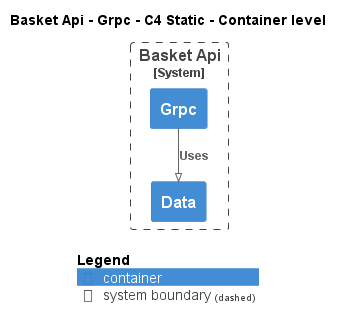 Basket Api - Grpc - C4 Static - Container level
Basket Api
[System]
Grpc
Uses
Data
Legend
container
system boundary (dashed)